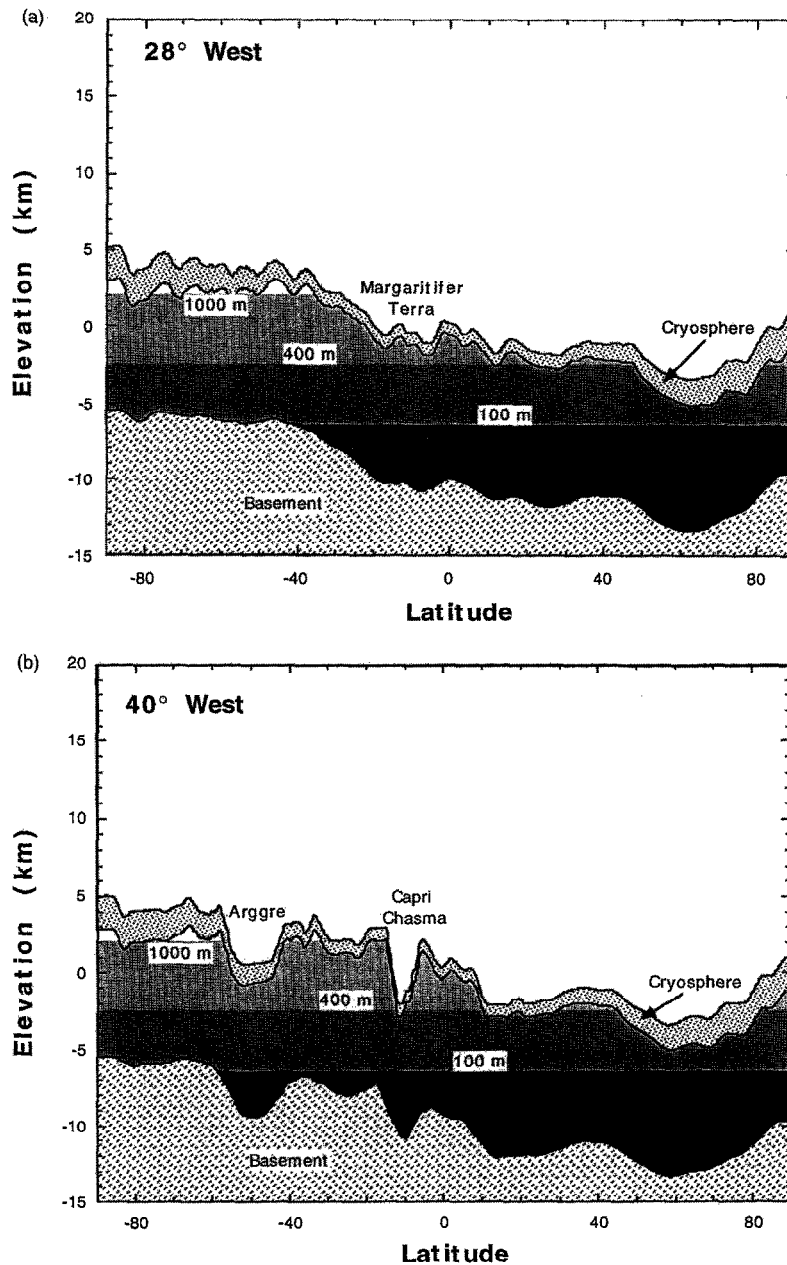 (a)
28° West
20
15
10
5
0
-5
-10
-15
Elevation (km)
Margaritifer
Terra
1000 m
Cryosphere
400 m
100 m
Basement
-80
-40
0
40
80
Latitude
(b)
40° West
20
15
10
5
0
-5
-10
-15
Elevation (km)
Arggre
Capri
Chasma
1000 m
400 m
Cryosphere
100 m
Basement
-80
-40
0
40
80
Latitude